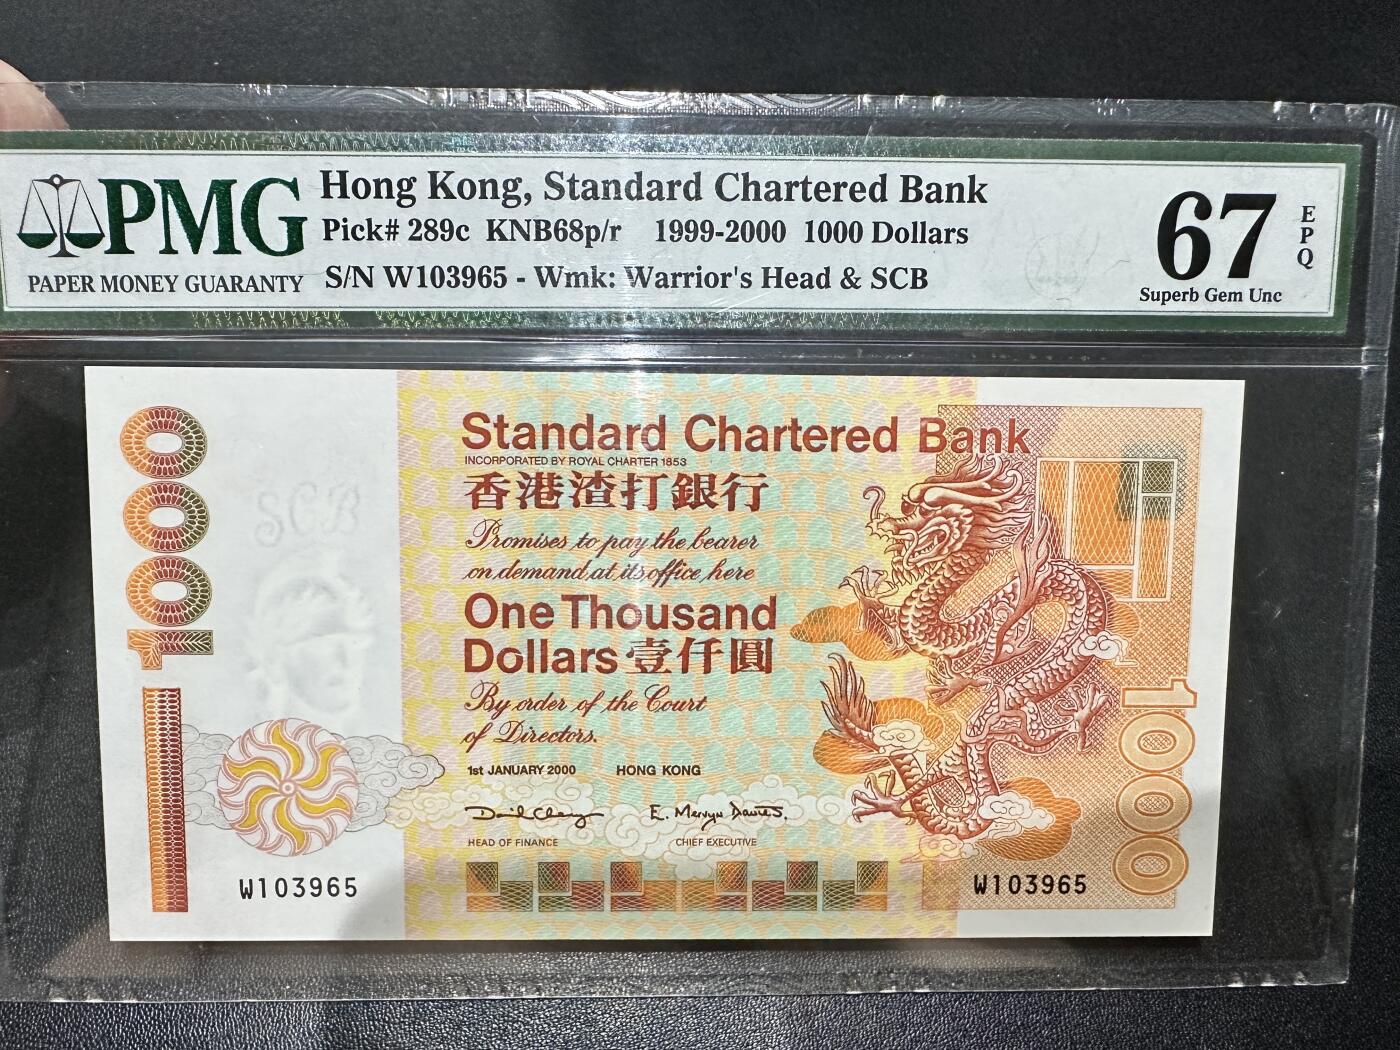 PMG
PAPER MONEY GUARANTY
Hong Kong, Standard Chartered Bank
Pick# 289c KNB68p/r 1999-2000 1000 Dollars
S/N W103965 - Wmk: Warrior's Head & SCB
67
EPQ
Superb Gem Unc
1000
SCB
Standard Chartered Bank
INCORPORATED BY ROYAL CHARTER 1853
香港渣打銀行
Promises to pay the bearer
on demand at its office here
One Thousand
Dollars 壹仟圓
By order of the Court
of Directors.
1st JANUARY 2000 HONG KONG
E. Mervyn Davies.
HEAD OF FINANCE CHIEF EXECUTIVE
W103965
W103965
1000